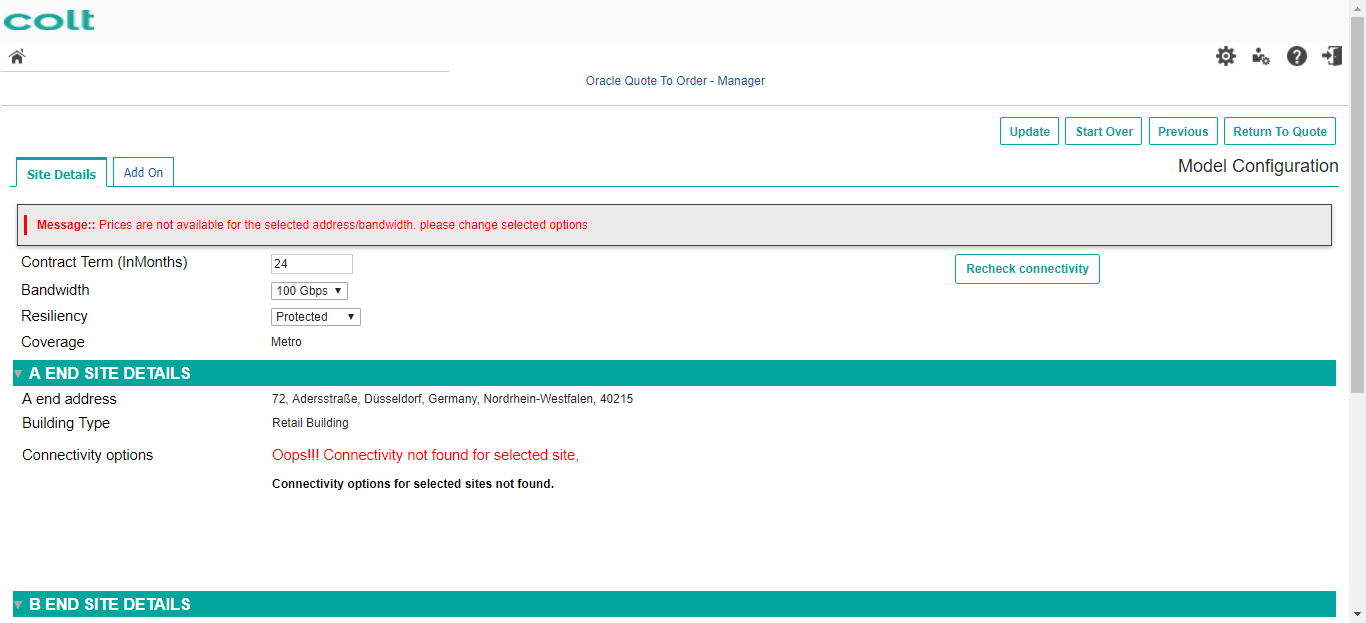 colt
Oracle Quote To Order - Manager
Update Start Over Previous Return To Quote
Site Details Add On Model Configuration
Message:: Prices are not available for the selected address/bandwidth. please change selected options
Contract Term (InMonths) 24 Recheck connectivity
Bandwidth 100 Gbps
Resiliency Protected
Coverage Metro
A END SITE DETAILS
A end address 72, Adersstraße, Düsseldorf, Germany, Nordrhein-Westfalen, 40215
Building Type Retail Building
Connectivity options Oops!!! Connectivity not found for selected site,
Connectivity options for selected sites not found.
B END SITE DETAILS